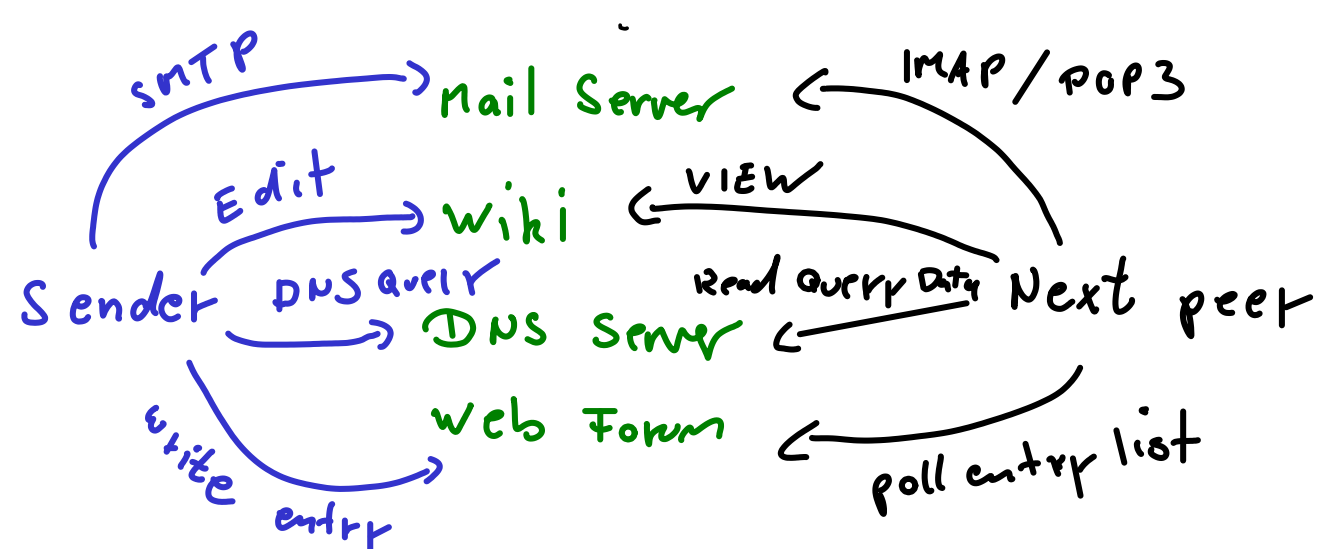 SMTP
Mail Server
IMAP / POP3
Edit
Wiki
VIEW
Sender
DNS Query
DNS Server
Read Query Data
Next peer
write entry
Web Forum
poll entry list